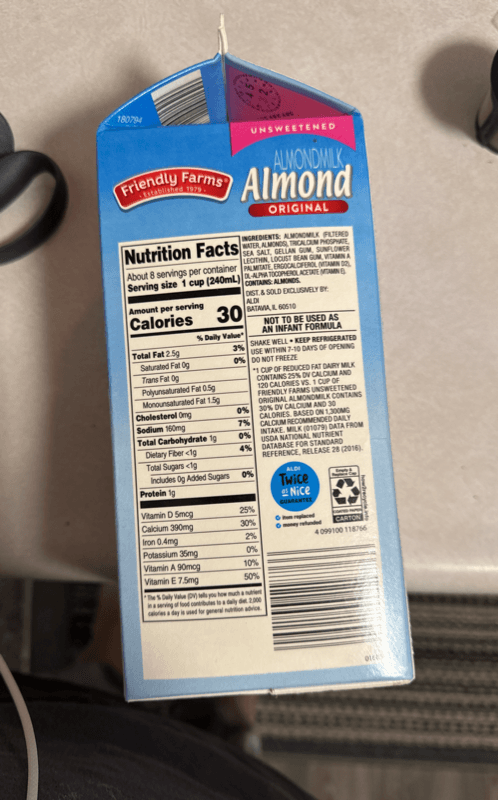 180794
UNSWEETENED
ALMONDMILK
Friendly Farms®
• Established 1979 •
Almond
ORIGINAL
Nutrition Facts
About 8 servings per container
Serving size 1 cup (240mL)
Amount per serving
Calories 30
% Daily Value*
Total Fat 2.5g 3%
Saturated Fat 0g 0%
Trans Fat 0g
Polyunsaturated Fat 0.5g
Monounsaturated Fat 1.5g
Cholesterol 0mg 0%
Sodium 160mg 7%
Total Carbohydrate 1g 0%
Dietary Fiber <1g 4%
Total Sugars <1g
Includes 0g Added Sugars 0%
Protein 1g
Vitamin D 5mcg 25%
Calcium 390mg 30%
Iron 0.4mg 2%
Potassium 35mg 0%
Vitamin A 90mcg 10%
Vitamin E 7.5mg 50%
* The % Daily Value (DV) tells you how much a nutrient
in a serving of food contributes to a daily diet. 2,000
calories a day is used for general nutrition advice.
INGREDIENTS: ALMONDMILK (FILTERED
WATER, ALMONDS), TRICALCIUM PHOSPHATE,
SEA SALT, GELLAN GUM, SUNFLOWER
LECITHIN, LOCUST BEAN GUM, VITAMIN A
PALMITATE, ERGOCALCIFEROL (VITAMIN D2),
DL-ALPHA TOCOPHEROL ACETATE (VITAMIN E).
CONTAINS: ALMONDS.
DIST. & SOLD EXCLUSIVELY BY:
ALDI
BATAVIA, IL 60510
NOT TO BE USED AS
AN INFANT FORMULA
SHAKE WELL • KEEP REFRIGERATED
USE WITHIN 7-10 DAYS OF OPENING
DO NOT FREEZE
*1 CUP OF REDUCED FAT DAIRY MILK
CONTAINS 25% DV CALCIUM AND
120 CALORIES VS. 1 CUP OF
FRIENDLY FARMS UNSWEETENED
ORIGINAL ALMONDMILK CONTAINS
30% DV CALCIUM AND 30
CALORIES. BASED ON 1,300MG
CALCIUM RECOMMENDED DAILY
INTAKE. MILK (01079) DATA FROM
USDA NATIONAL NUTRIENT
DATABASE FOR STANDARD
REFERENCE, RELEASE 28 (2016).
ALDI
Twice
as Nice
GUARANTEE
item replaced
money refunded
Empty &
Replace Cap
CARTON
how2recycle.info
4 099100 118766